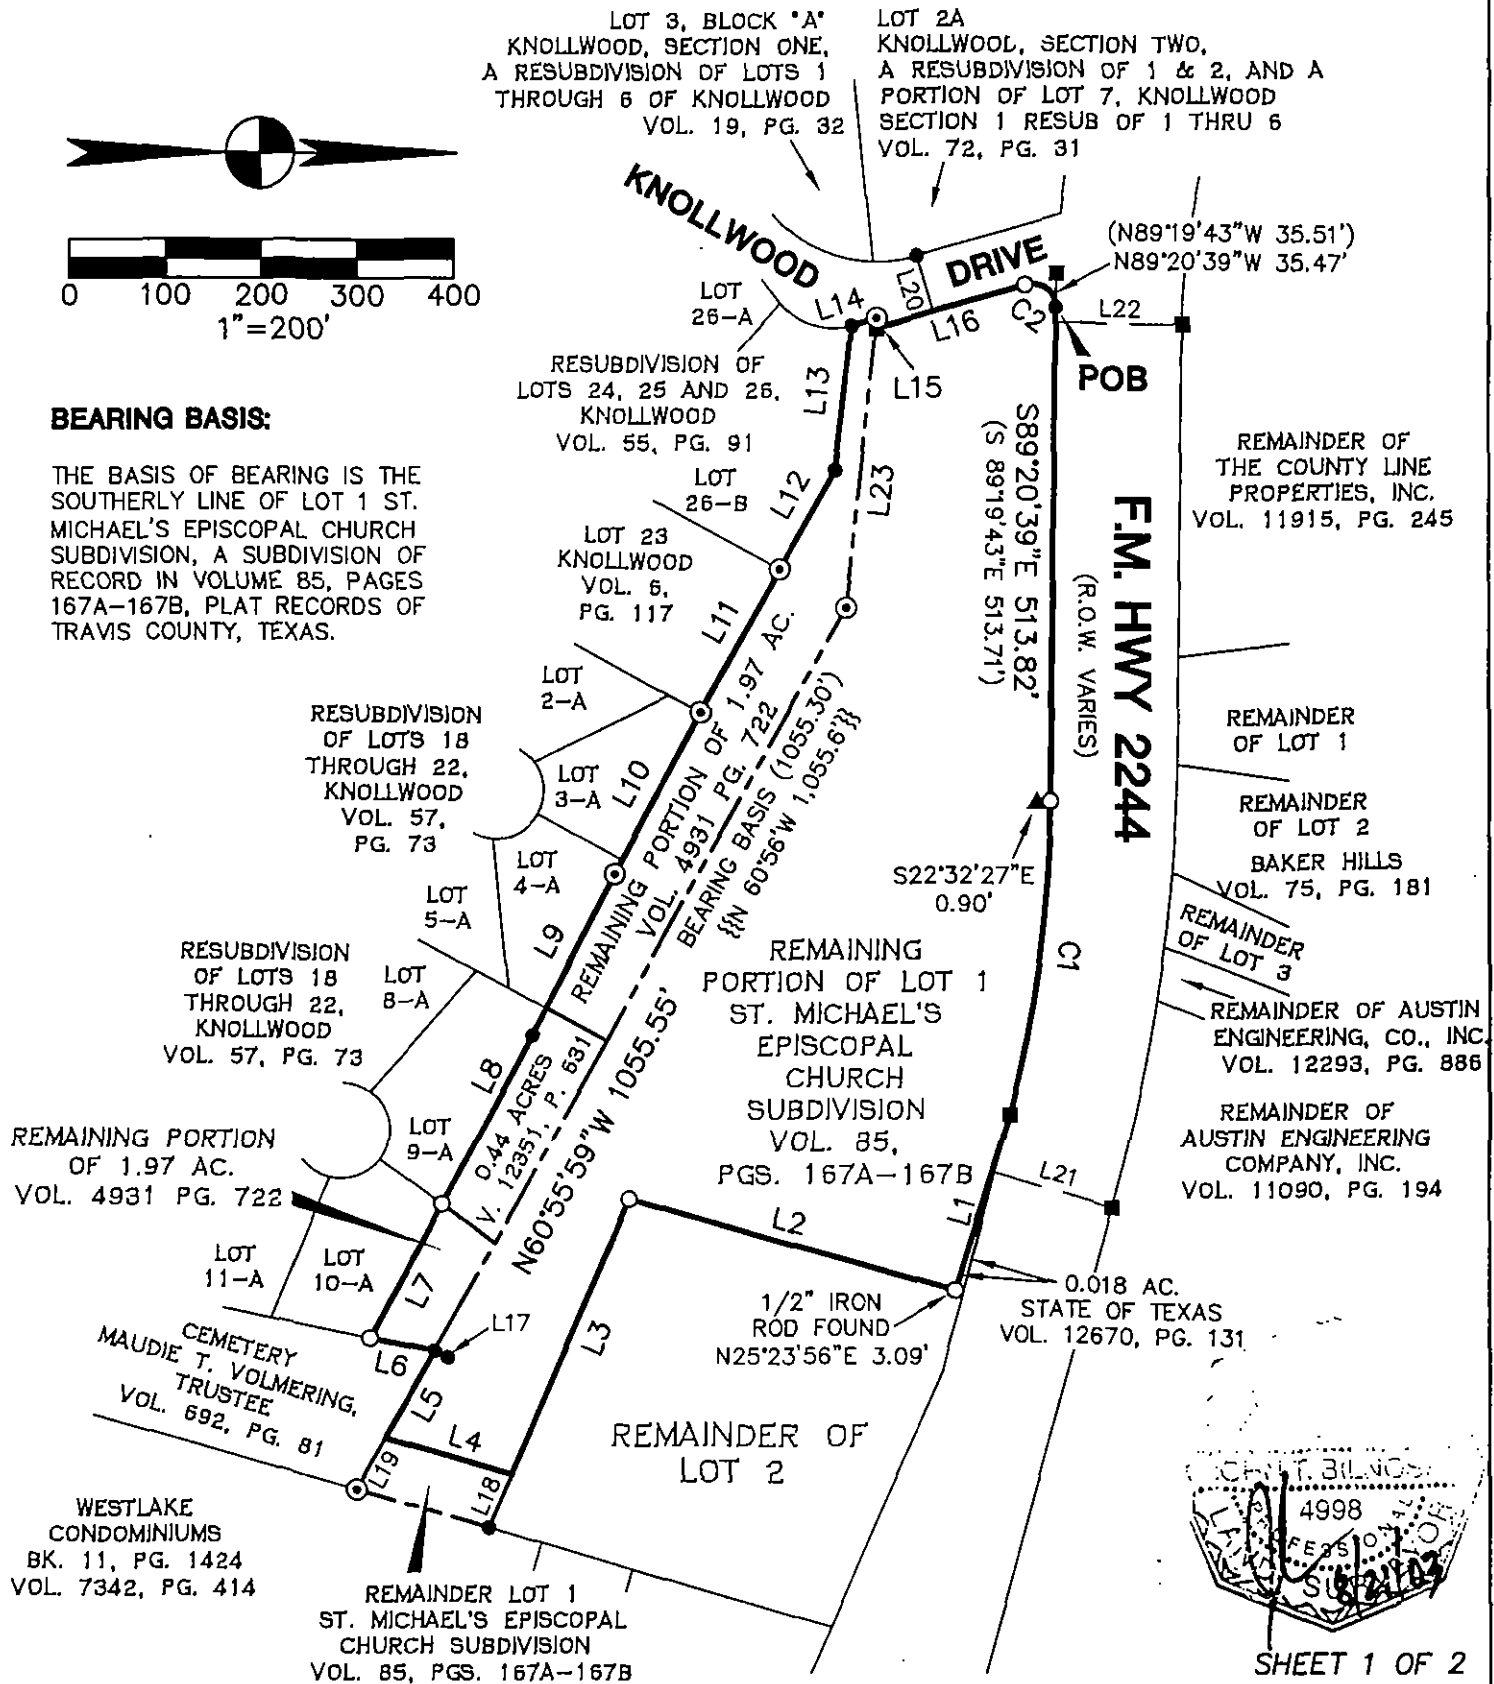 LOT 3, BLOCK "A"
KNOLLWOOD, SECTION ONE,
A RESUBDIVISION OF LOTS 1
THROUGH 6 OF KNOLLWOOD
VOL. 19, PG. 32
LOT 2A
KNOLLWOOD, SECTION TWO,
A RESUBDIVISION OF 1 & 2, AND A
PORTION OF LOT 7, KNOLLWOOD
SECTION 1 RESUB OF 1 THRU 6
VOL. 72, PG. 31
0 100 200 300 400
1"=200'
KNOLLWOOD
DRIVE
(N89°19'43"W 35.51')
N89°20'39"W 35.47'
LOT
26-A
L14
L20
L16
C2
L22
POB
L15
L13
RESUBDIVISION OF
LOTS 24, 25 AND 26,
KNOLLWOOD
VOL. 55, PG. 91
BEARING BASIS:
THE BASIS OF BEARING IS THE
SOUTHERLY LINE OF LOT 1 ST.
MICHAEL'S EPISCOPAL CHURCH
SUBDIVISION, A SUBDIVISION OF
RECORD IN VOLUME 85, PAGES
167A-167B, PLAT RECORDS OF
TRAVIS COUNTY, TEXAS.
LOT
26-B
L12
L23
S89°20'39"E 513.82'
(S 89°19'43"E 513.71')
F.M. HWY 2244
(R.O.W. VARIES)
REMAINDER OF
THE COUNTY LINE
PROPERTIES, INC.
VOL. 11915, PG. 245
LOT 23
KNOLLWOOD
VOL. 6,
PG. 117
L11
LOT
2-A
RESUBDIVISION
OF LOTS 18
THROUGH 22,
KNOLLWOOD
VOL. 57,
PG. 73
LOT
3-A
L10
REMAINING PORTION OF 1.97 AC.
VOL. 4931 PG. 722
BEARING BASIS (1055.30')
{{N 60°56'W 1,055.6'}}
REMAINDER
OF LOT 1
REMAINDER
OF LOT 2
BAKER HILLS
VOL. 75, PG. 181
REMAINDER
OF LOT 3
S22°32'27"E
0.90'
LOT
4-A
LOT
5-A
L9
C1
RESUBDIVISION
OF LOTS 18
THROUGH 22,
KNOLLWOOD
VOL. 57, PG. 73
LOT
8-A
REMAINING
PORTION OF LOT 1
ST. MICHAEL'S
EPISCOPAL
CHURCH
SUBDIVISION
VOL. 85,
PGS. 167A-167B
REMAINDER OF AUSTIN
ENGINEERING, CO., INC.
VOL. 12293, PG. 886
REMAINDER OF
AUSTIN ENGINEERING
COMPANY, INC.
VOL. 11090, PG. 194
L8
0.44 ACRES
V. 12351, P. 631
N60°55'59"W 1055.55'
LOT
9-A
REMAINING PORTION
OF 1.97 AC.
VOL. 4931 PG. 722
L21
L1
L2
LOT
11-A
LOT
10-A
L7
0.018 AC.
STATE OF TEXAS
VOL. 12670, PG. 131
1/2" IRON
ROD FOUND
N25°23'56"E 3.09'
L17
L3
L6
CEMETERY
MAUDIE T. VOLMERING,
TRUSTEE
VOL. 692, PG. 81
L5
L4
L19
L18
REMAINDER OF
LOT 2
WESTLAKE
CONDOMINIUMS
BK. 11, PG. 1424
VOL. 7342, PG. 414
REMAINDER LOT 1
ST. MICHAEL'S EPISCOPAL
CHURCH SUBDIVISION
VOL. 85, PGS. 167A-167B
4998
SHEET 1 OF 2